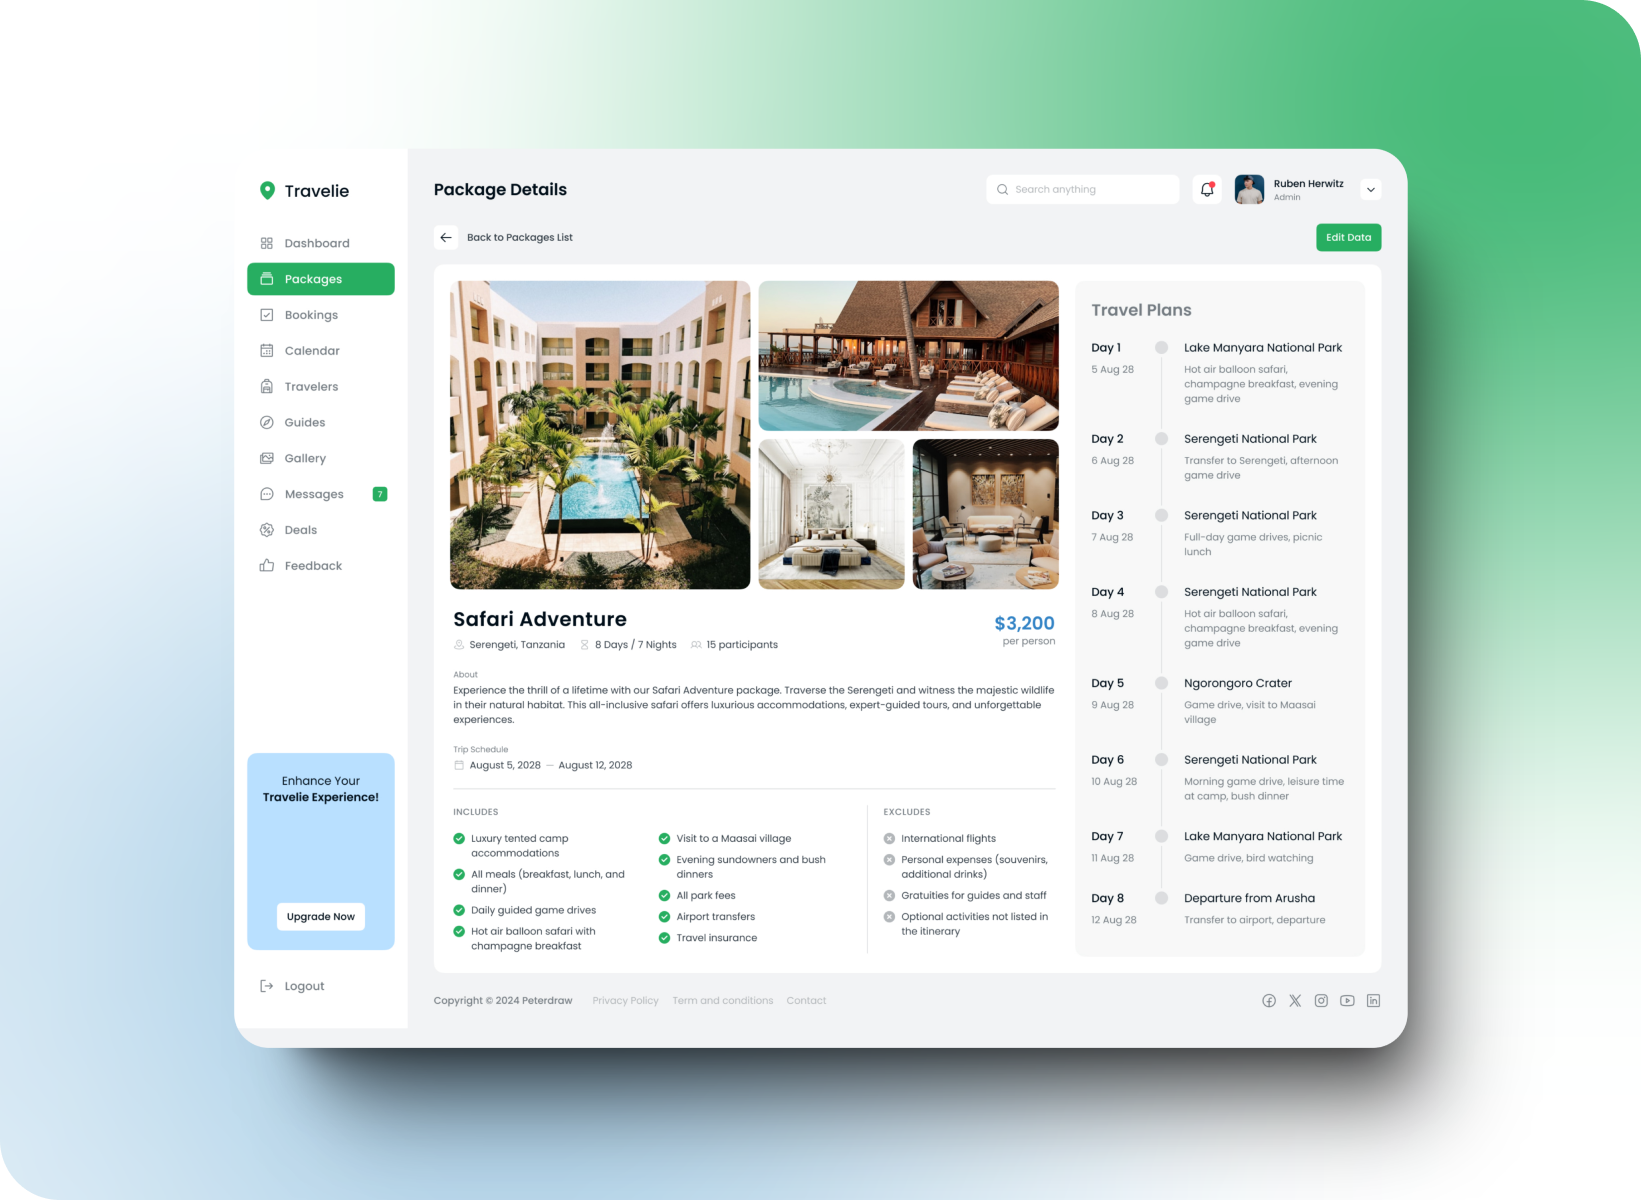 Travelie
Dashboard
Packages
Bookings
Calendar
Travelers
Guides
Gallery
Messages 7
Deals
Feedback
Enhance Your
Travelie Experience!
Upgrade Now
Logout
Package Details
Search anything
Ruben Herwitz
Admin
Back to Packages List
Edit Data
Safari Adventure
Serengeti, Tanzania 8 Days / 7 Nights 15 participants
$3,200
per person
About
Experience the thrill of a lifetime with our Safari Adventure package. Traverse the Serengeti and witness the majestic wildlife
in their natural habitat. This all-inclusive safari offers luxurious accommodations, expert-guided tours, and unforgettable
experiences.
Trip Schedule
August 5, 2028 — August 12, 2028
INCLUDES
Luxury tented camp
accommodations
All meals (breakfast, lunch, and
dinner)
Daily guided game drives
Hot air balloon safari with
champagne breakfast
Visit to a Maasai village
Evening sundowners and bush
dinners
All park fees
Airport transfers
Travel insurance
EXCLUDES
International flights
Personal expenses (souvenirs,
additional drinks)
Gratuities for guides and staff
Optional activities not listed in
the itinerary
Travel Plans
Day 1 Lake Manyara National Park
5 Aug 28 Hot air balloon safari,
champagne breakfast, evening
game drive
Day 2 Serengeti National Park
6 Aug 28 Transfer to Serengeti, afternoon
game drive
Day 3 Serengeti National Park
7 Aug 28 Full-day game drives, picnic
lunch
Day 4 Serengeti National Park
8 Aug 28 Hot air balloon safari,
champagne breakfast, evening
game drive
Day 5 Ngorongoro Crater
9 Aug 28 Game drive, visit to Maasai
village
Day 6 Serengeti National Park
10 Aug 28 Morning game drive, leisure time
at camp, bush dinner
Day 7 Lake Manyara National Park
11 Aug 28 Game drive, bird watching
Day 8 Departure from Arusha
12 Aug 28 Transfer to airport, departure
Copyright © 2024 Peterdraw Privacy Policy Term and conditions Contact